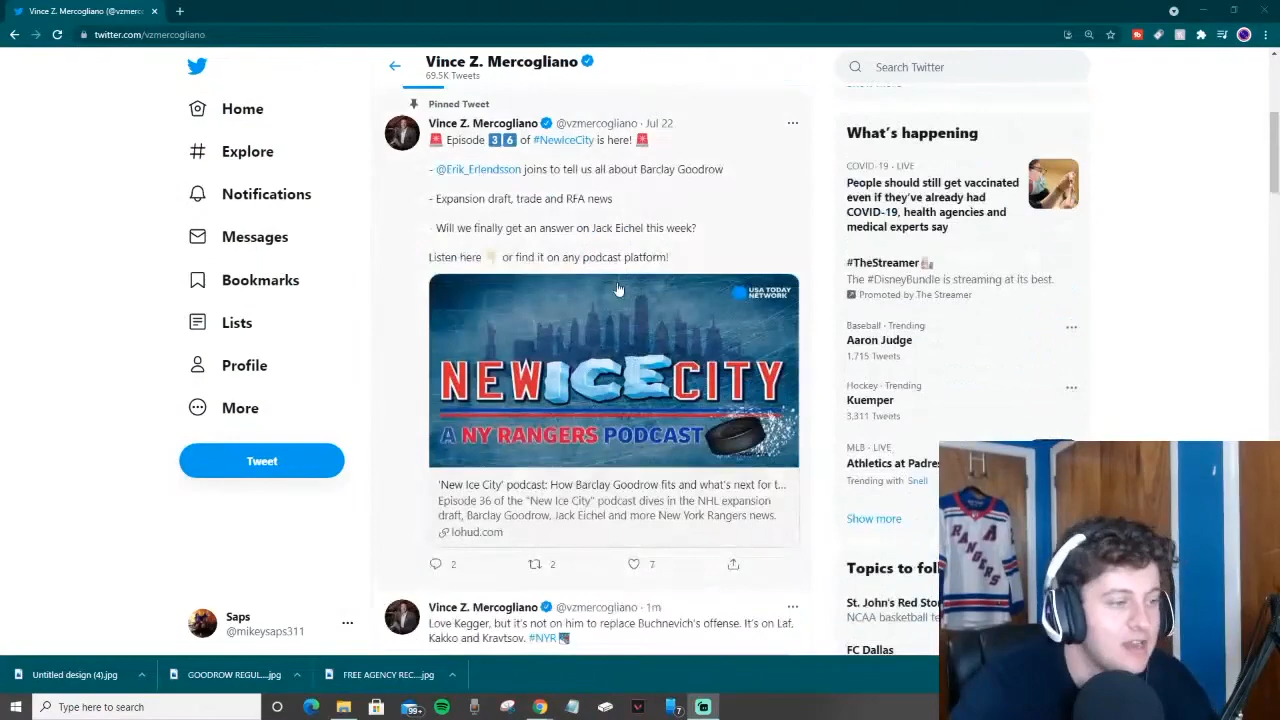 Vince Z. Mercogliano (@vzmerco
twitter.com/vzmercogliano
Vince Z. Mercogliano
69.5K Tweets
Search Twitter
Home
Explore
Notifications
Messages
Bookmarks
Lists
Profile
More
Tweet
Saps
@mikeysaps311
Pinned Tweet
Vince Z. Mercogliano @vzmercogliano · Jul 22
🚨 Episode 3️⃣6️⃣ of #NewIceCity is here! 🚨
- @Erik_Erlendsson joins to tell us all about Barclay Goodrow
- Expansion draft, trade and RFA news
- Will we finally get an answer on Jack Eichel this week?
Listen here 👇 or find it on any podcast platform!
USA TODAY
NETWORK
NEW ICE CITY
A NY RANGERS PODCAST
'New Ice City' podcast: How Barclay Goodrow fits and what's next for t...
Episode 36 of the "New Ice City" podcast dives in the NHL expansion
draft, Barclay Goodrow, Jack Eichel and more New York Rangers news.
lohud.com
2
2
7
Vince Z. Mercogliano @vzmercogliano · 1m
Love Kegger, but it's not on him to replace Buchnevich's offense. It's on Laf,
Kakko and Kravtsov. #NYR
What's happening
COVID-19 · LIVE
People should still get vaccinated
even if they've already had
COVID-19, health agencies and
medical experts say
#TheStreamer
The #DisneyBundle is streaming at its best.
Promoted by The Streamer
Baseball · Trending
Aaron Judge
1,715 Tweets
Hockey · Trending
Kuemper
3,311 Tweets
MLB · LIVE
Athletics at Padres
Trending with Snell
Show more
Topics to fol
St. John's Red Stor
NCAA basketball te
FC Dallas
A
RANGERS
Untitled design (4).jpg
GOODROW REGUL....jpg
FREE AGENCY REC....jpg
Type here to search
99+
7